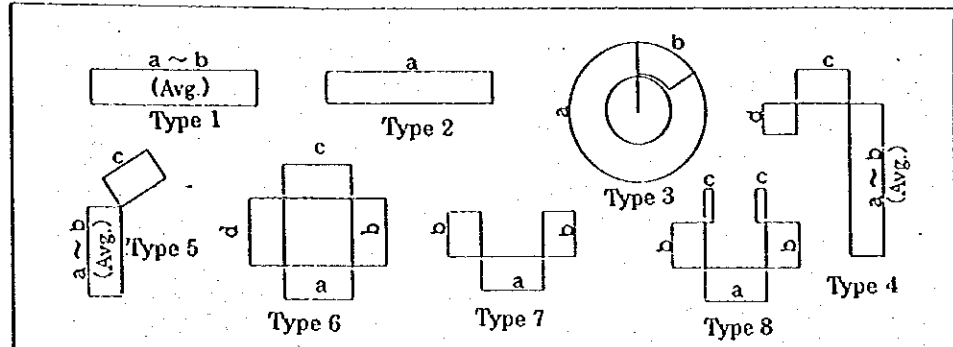 a ~ b
(Avg.)
Type 1
a
Type 2
a
b
Type 3
c
d
a ~ b
(Avg.)
Type 4
c
a ~ b
(Avg.)
Type 5
c
d
b
a
Type 6
b
b
a
Type 7
c
c
b
b
a
Type 8